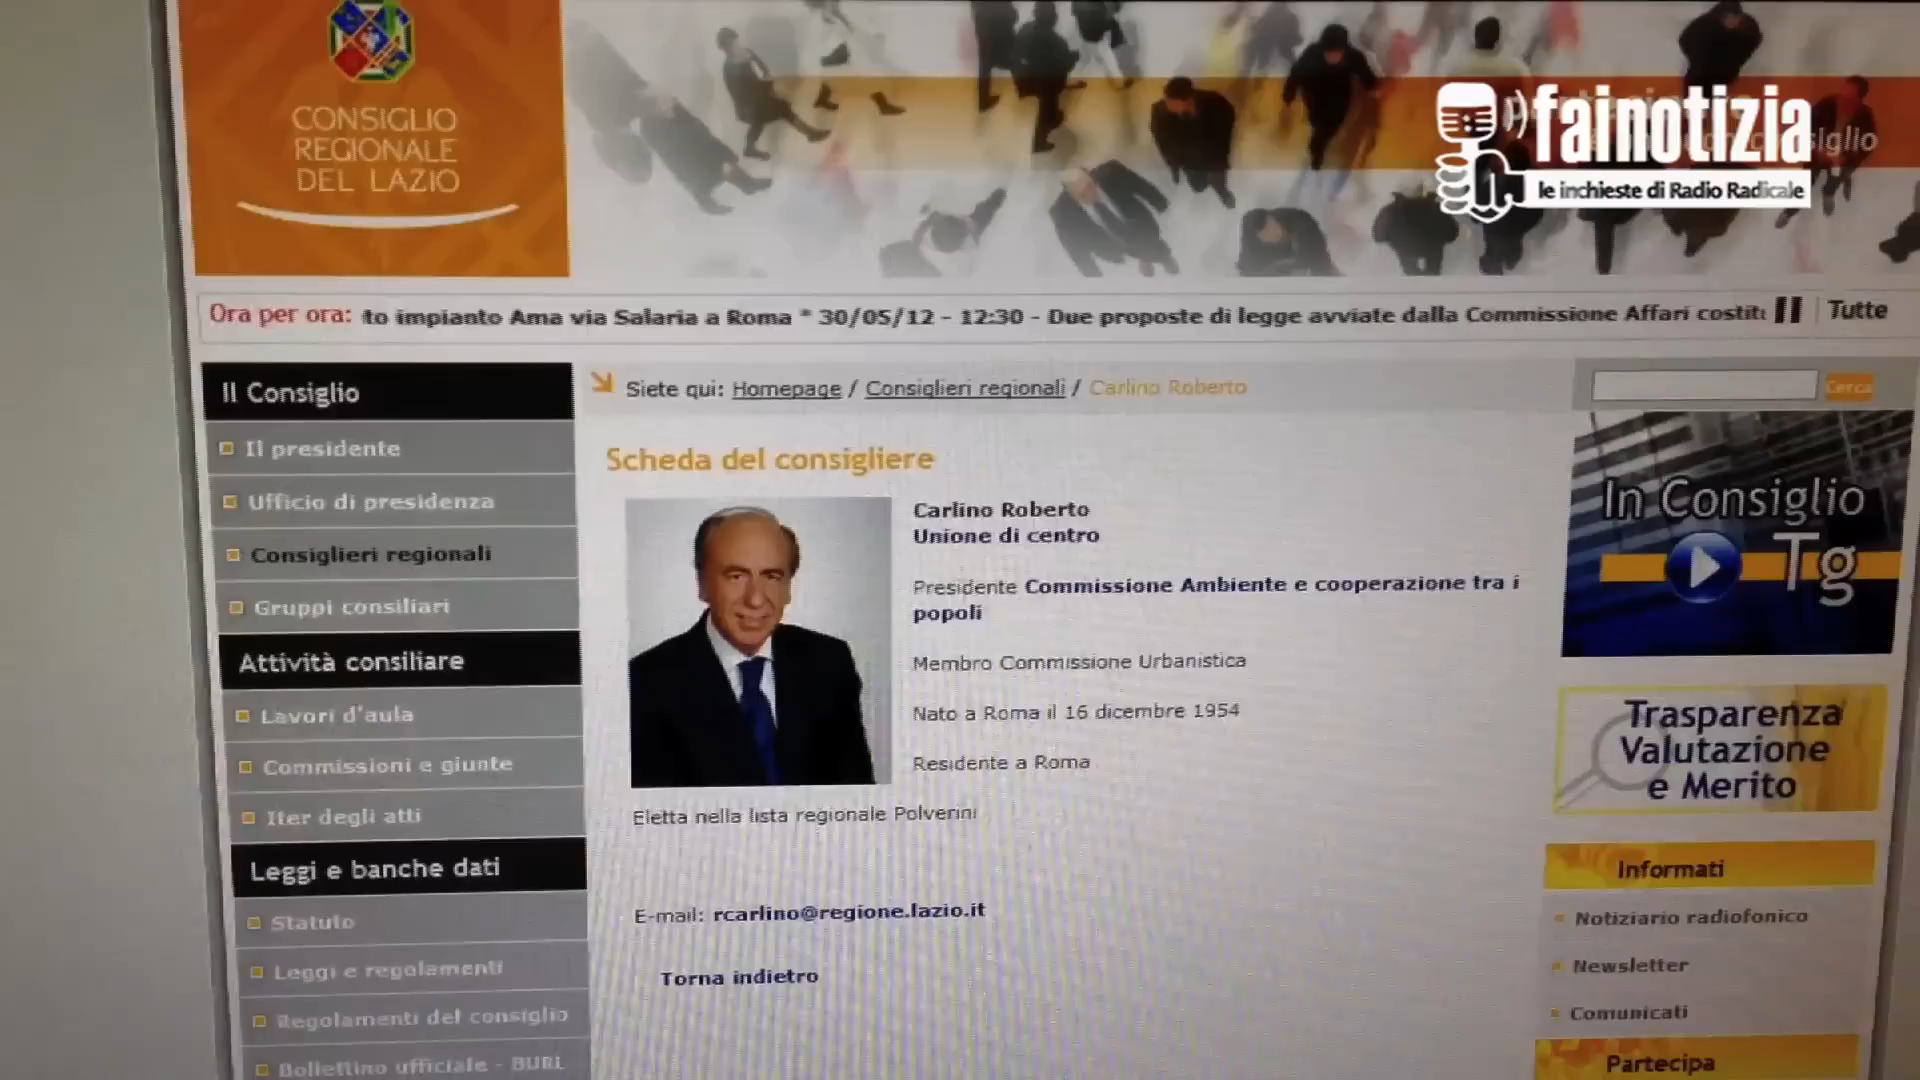 CONSIGLIO
REGIONALE
DEL LAZIO
fainotizia
le inchieste di Radio Radicale
Ora per ora: to impianto Ama via Salaria a Roma * 30/05/12 - 12:30 - Due proposte di legge avviate dalla Commissione Affari costit
Tutte
Il Consiglio
Il presidente
Ufficio di presidenza
Consiglieri regionali
Gruppi consiliari
Attività consiliare
Lavori d'aula
Commissioni e giunte
Iter degli atti
Leggi e banche dati
Statuto
Leggi e regolamenti
Regolamenti del consiglio
Bollettino ufficiale - BURL
Siete qui: Homepage / Consiglieri regionali / Carlino Roberto
Scheda del consigliere
Carlino Roberto
Unione di centro
Presidente Commissione Ambiente e cooperazione tra i
popoli
Membro Commissione Urbanistica
Nato a Roma il 16 dicembre 1954
Residente a Roma
Eletta nella lista regionale Polverini
E-mail: rcarlino@regione.lazio.it
Torna indietro
Cerca
In Consiglio
Tg
Trasparenza
Valutazione
e Merito
Informati
Notiziario radiofonico
Newsletter
Comunicati
Partecipa